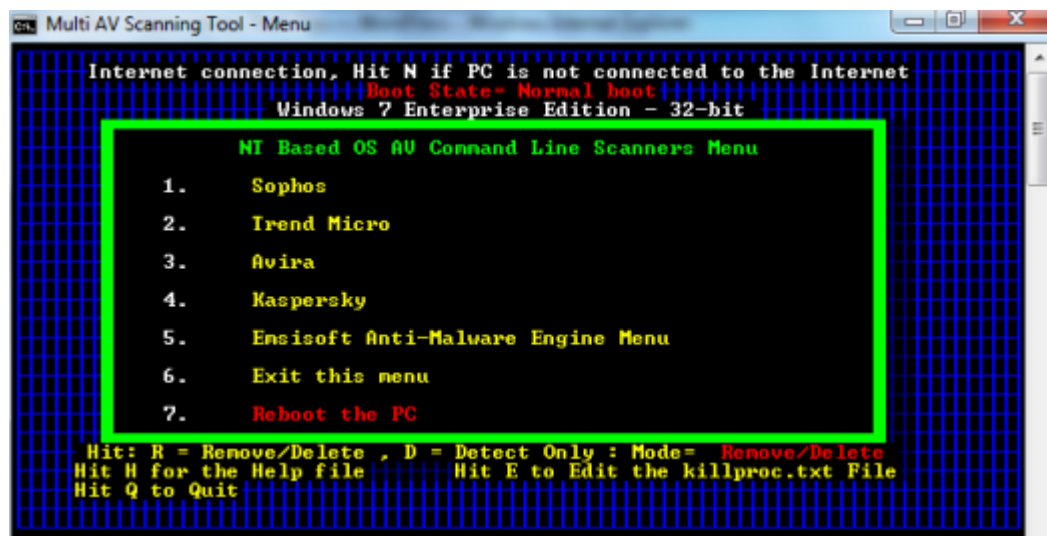 Multi AV Scanning Tool - Menu
Internet connection, Hit N if PC is not connected to the Internet
Boot State= Normal boot
Windows 7 Enterprise Edition - 32-bit
NT Based OS AV Command Line Scanners Menu
1. Sophos
2. Trend Micro
3. Avira
4. Kaspersky
5. Emsisoft Anti-Malware Engine Menu
6. Exit this menu
7. Reboot the PC
Hit: R = Remove/Delete , D = Detect Only : Mode= Remove/Delete
Hit H for the Help file Hit E to Edit the killproc.txt File
Hit Q to Quit